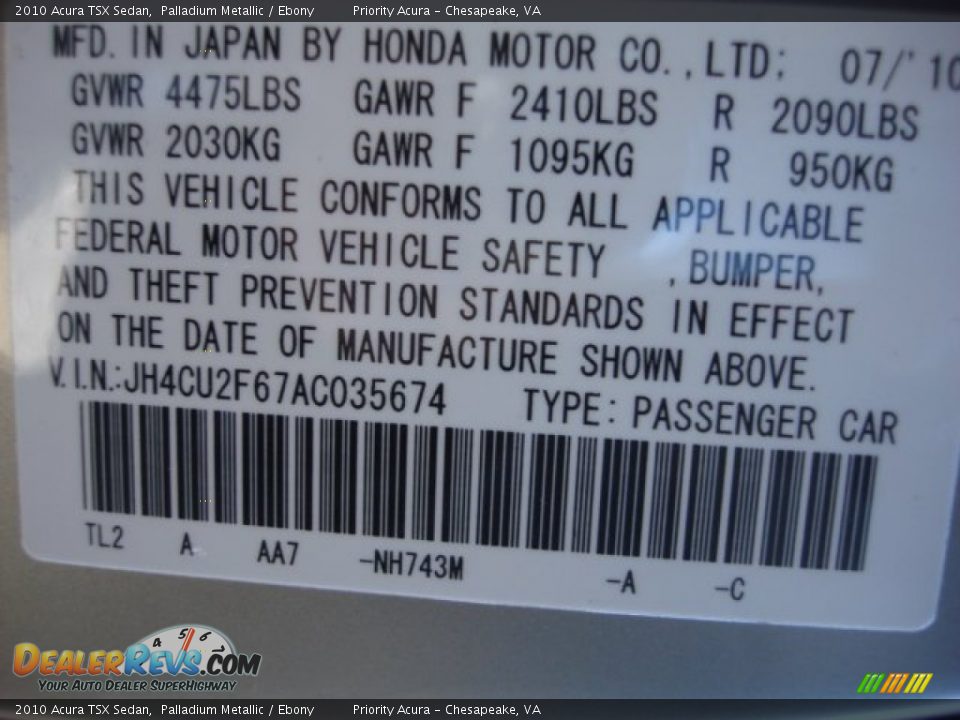 2010 Acura TSX Sedan, Palladium Metallic / Ebony Priority Acura - Chesapeake, VA
MFD. IN JAPAN BY HONDA MOTOR CO.,LTD; 07/'10
GVWR 4475LBS GAWR F 2410LBS R 2090LBS
GVWR 2030KG GAWR F 1095KG R 950KG
THIS VEHICLE CONFORMS TO ALL APPLICABLE
FEDERAL MOTOR VEHICLE SAFETY ,BUMPER,
AND THEFT PREVENTION STANDARDS IN EFFECT
ON THE DATE OF MANUFACTURE SHOWN ABOVE.
V.I.N.:JH4CU2F67AC035674 TYPE:PASSENGER CAR
TL2 A AA7 -NH743M -A -C
4 5 6
DEALERREVS.COM
YOUR AUTO DEALER SUPERHIGHWAY
2010 Acura TSX Sedan, Palladium Metallic / Ebony Priority Acura - Chesapeake, VA